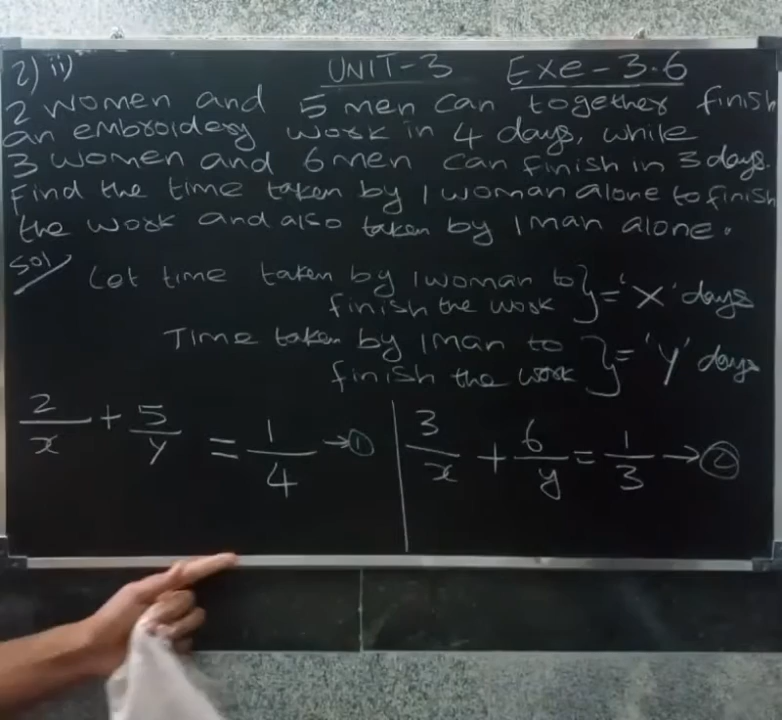 2) ii) UNIT-3 Exe-3.6
2 women and 5 men can together finish
an embroidery work in 4 days, while
3 women and 6 men can finish in 3 days.
Find the time taken by 1 woman alone to finish
the work and also taken by 1 man alone.
Sol Let time taken by 1 woman to
finish the work } = 'x' days
Time taken by 1 man to
finish the work } = 'y' days
2/x + 5/y = 1/4 → ① | 3/x + 6/y = 1/3 → ②